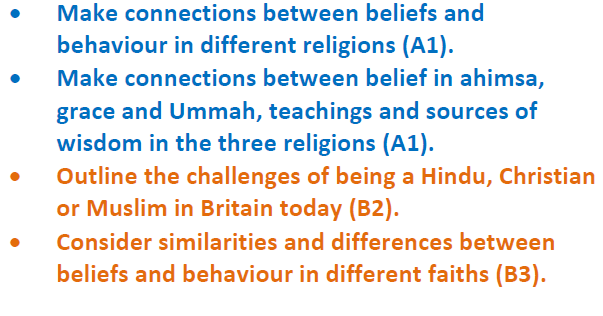 • Make connections between beliefs and
behaviour in different religions (A1).
• Make connections between belief in ahimsa,
grace and Ummah, teachings and sources of
wisdom in the three religions (A1).
• Outline the challenges of being a Hindu, Christian
or Muslim in Britain today (B2).
• Consider similarities and differences between
beliefs and behaviour in different faiths (B3).